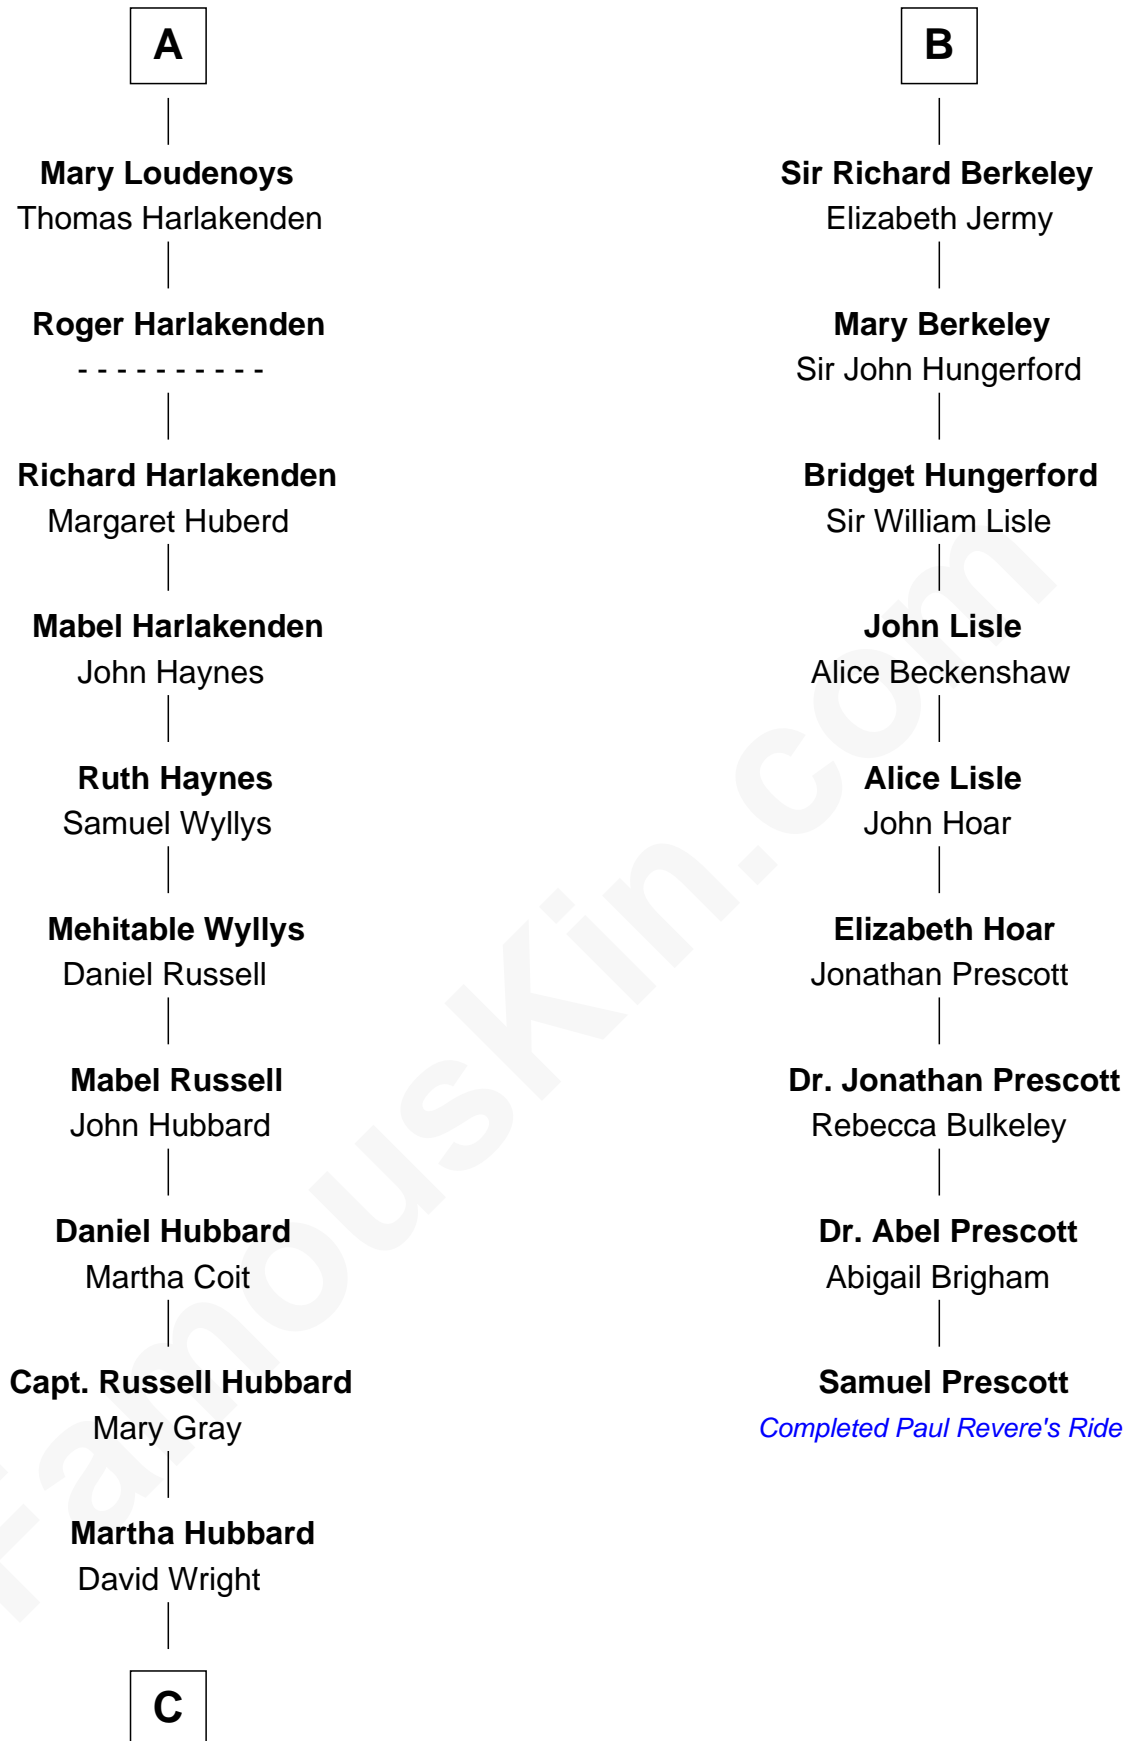 A
Mary Loudenoys
Thomas Harlakenden
Roger Harlakenden
- - - - - - - - - -
Richard Harlakenden
Margaret Huberd
Mabel Harlakenden
John Haynes
Ruth Haynes
Samuel Wyllys
Mehitable Wyllys
Daniel Russell
Mabel Russell
John Hubbard
Daniel Hubbard
Martha Coit
Capt. Russell Hubbard
Mary Gray
Martha Hubbard
David Wright
C
B
Sir Richard Berkeley
Elizabeth Jermy
Mary Berkeley
Sir John Hungerford
Bridget Hungerford
Sir William Lisle
John Lisle
Alice Beckenshaw
Alice Lisle
John Hoar
Elizabeth Hoar
Jonathan Prescott
Dr. Jonathan Prescott
Rebecca Bulkeley
Dr. Abel Prescott
Abigail Brigham
Samuel Prescott
Completed Paul Revere's Ride
FamousKin.com